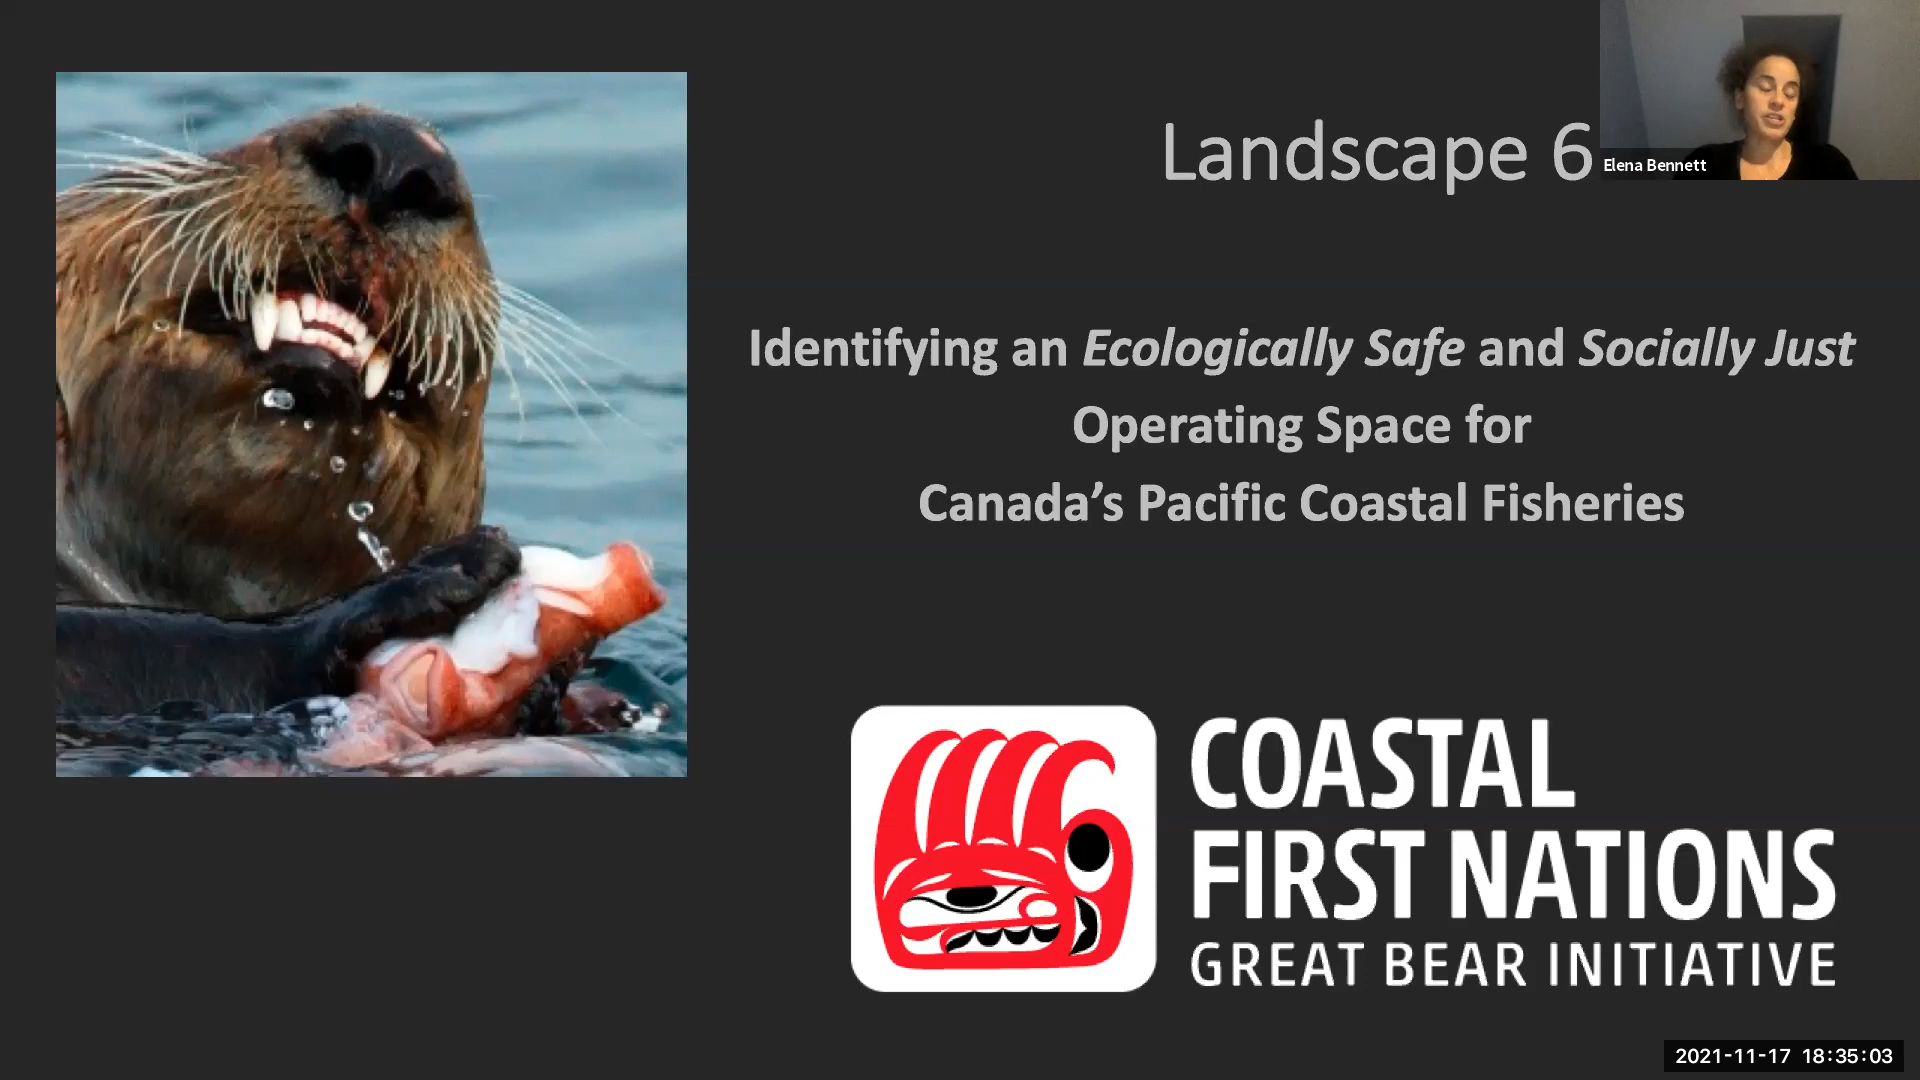 Landscape 6
Elena Bennett
Identifying an Ecologically Safe and Socially Just
Operating Space for
Canada’s Pacific Coastal Fisheries
COASTAL
FIRST NATIONS
GREAT BEAR INITIATIVE
2021-11-17 18:35:03